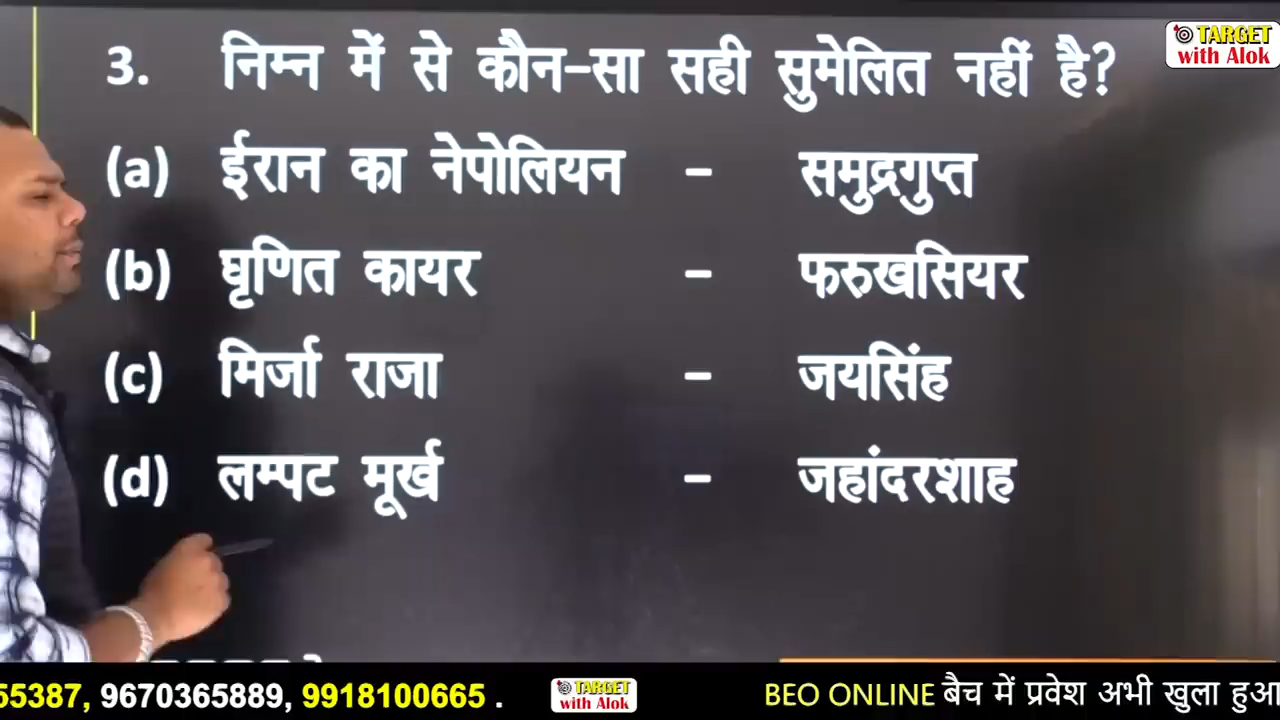 TARGET
with Alok
3. निम्न में से कौन-सा सही सुमेलित नहीं है?
(a) ईरान का नेपोलियन - समुद्रगुप्त
(b) घृणित कायर - फरुखसियर
(c) मिर्जा राजा - जयसिंह
(d) लम्पट मूर्ख - जहांदरशाह
55387, 9670365889, 9918100665 . TARGET with Alok BEO ONLINE बैच में प्रवेश अभी खुला हुआ